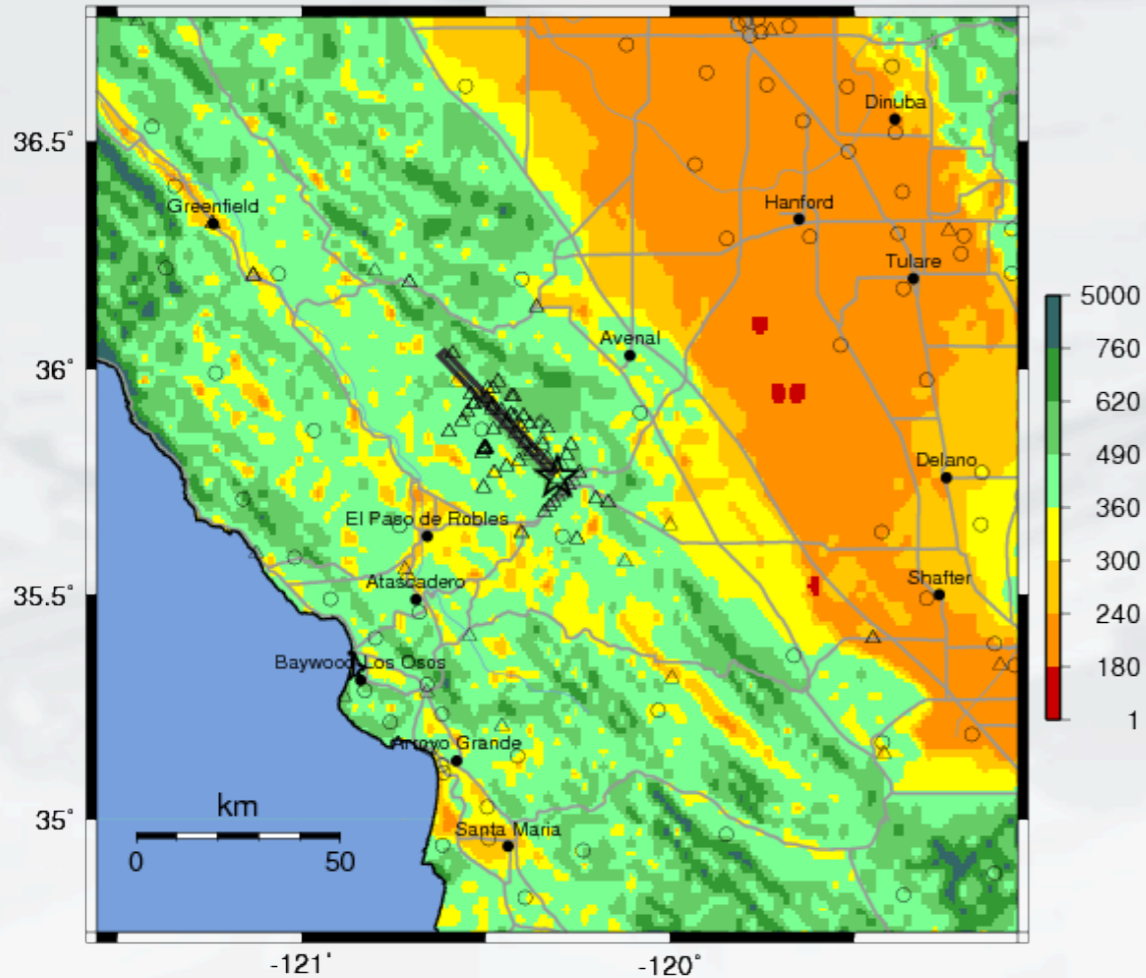 Dinuba
36.5°
Greenfield
Hanford
Tulare
5000
Avenal
36°
760
620
490
Delano
360
El Paso de Robles
300
Shafter
Atascadero
35.5°
240
180
Baywood-Los Osos
1
Arroyo Grande
km
35°
Santa Maria
0 50
-121° -120°